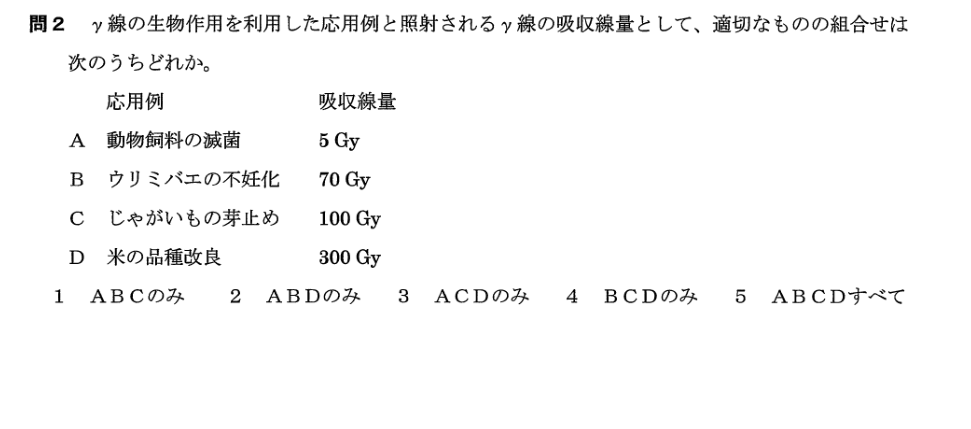 問2 γ線の生物作用を利用した応用例と照射されるγ線の吸収線量として、適切なものの組合せは
次のうちどれか。
応用例 吸収線量
A 動物飼料の滅菌 5 Gy
B ウリミバエの不妊化 70 Gy
C じゃがいもの芽止め 100 Gy
D 米の品種改良 300 Gy
1 ABCのみ 2 ABDのみ 3 ACDのみ 4 BCDのみ 5 ABCDすべて